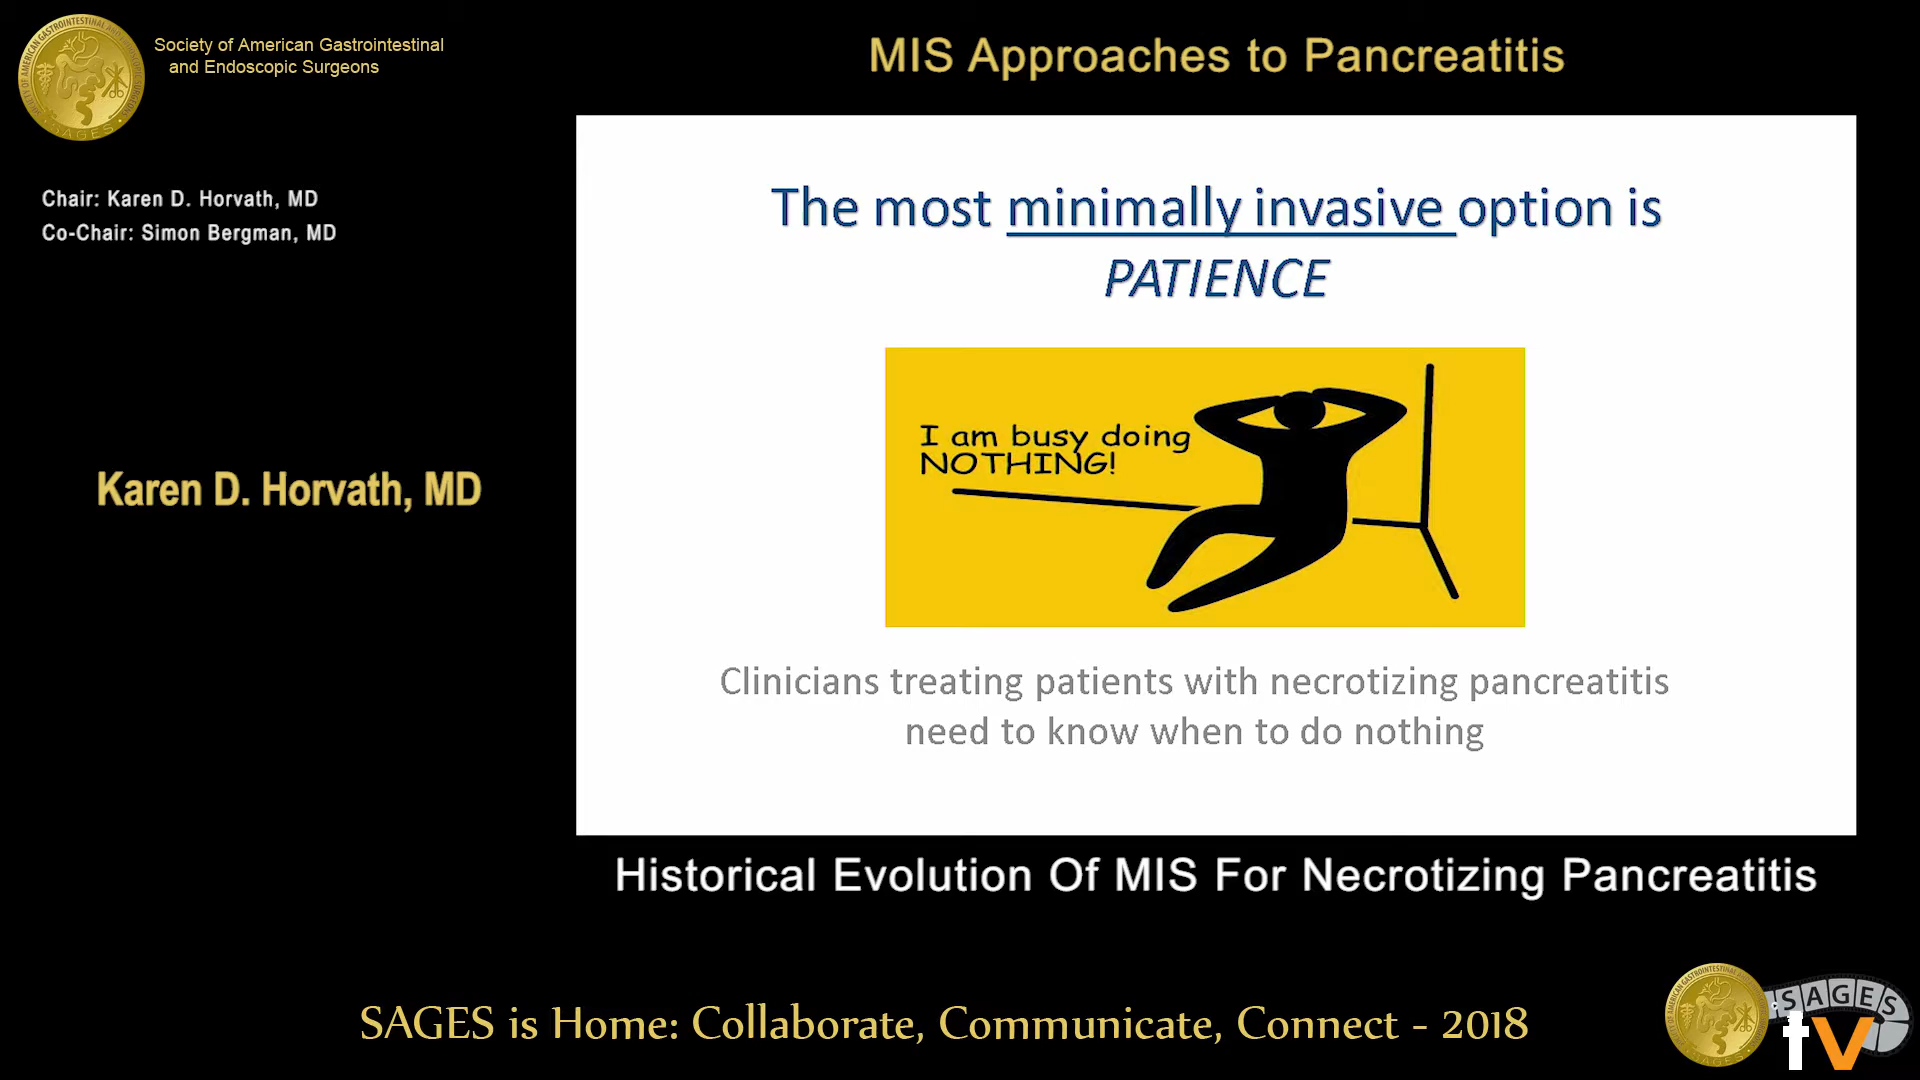 Society of American Gastrointestinal
and Endoscopic Surgeons
MIS Approaches to Pancreatitis
Chair: Karen D. Horvath, MD
Co-Chair: Simon Bergman, MD
Karen D. Horvath, MD
The most minimally invasive option is
PATIENCE
I am busy doing
NOTHING!
Clinicians treating patients with necrotizing pancreatitis
need to know when to do nothing
Historical Evolution Of MIS For Necrotizing Pancreatitis
SAGES is Home: Collaborate, Communicate, Connect - 2018
SAGES
SAGES
tv